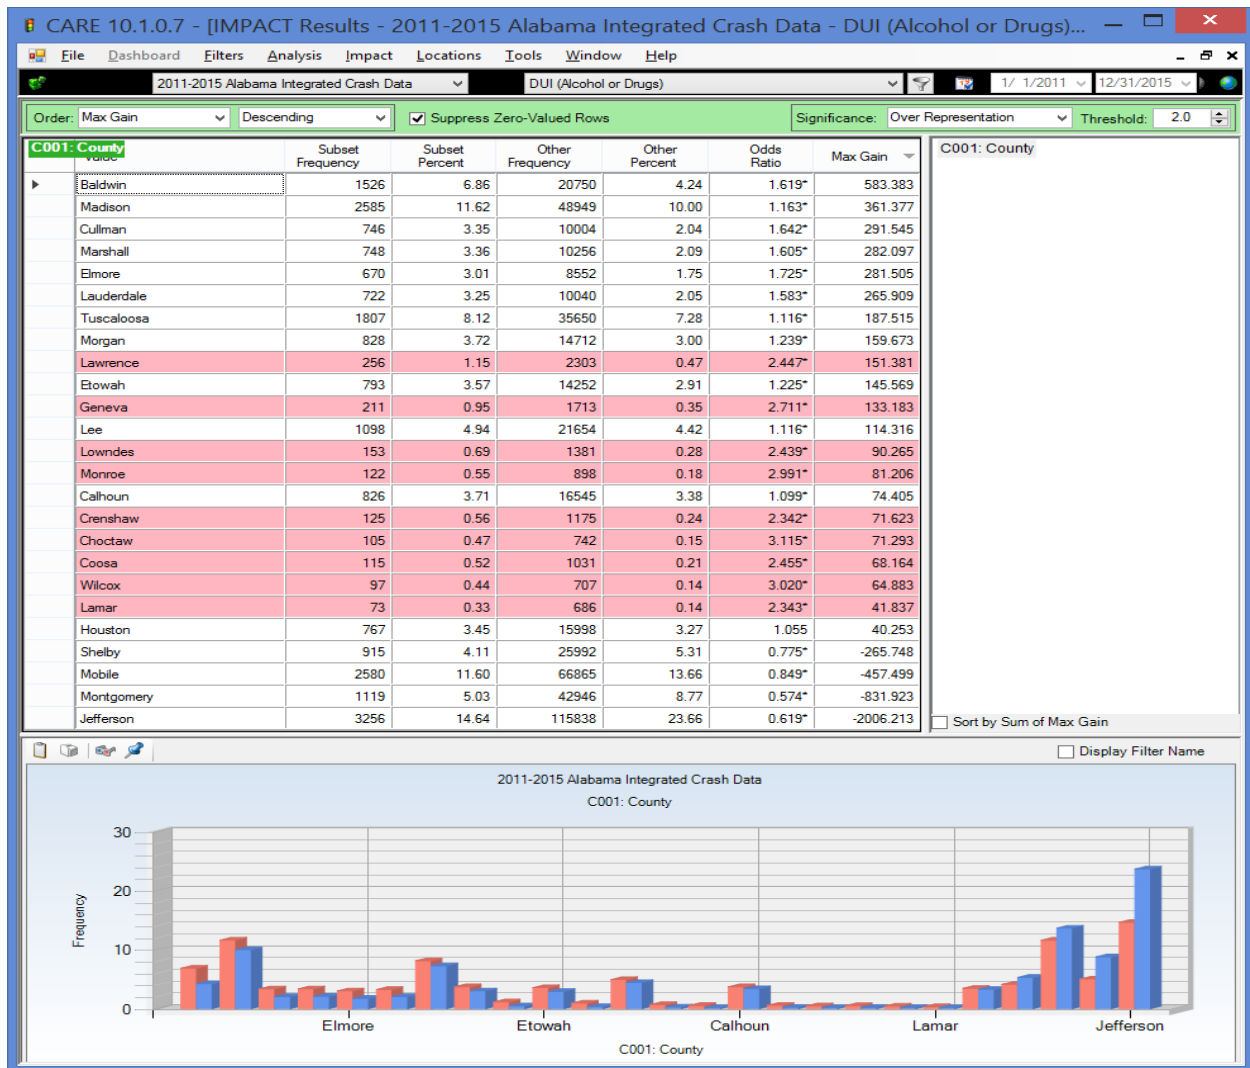 CARE 10.1.0.7 - [IMPACT Results - 2011-2015 Alabama Integrated Crash Data - DUI (Alcohol or Drugs)...
File Dashboard Filters Analysis Impact Locations Tools Window Help
2011-2015 Alabama Integrated Crash Data DUI (Alcohol or Drugs) 1/ 1/2011 12/31/2015
Order: Max Gain Descending Suppress Zero-Valued Rows Significance: Over Representation Threshold: 2.0
C001: County Subset Frequency Subset Percent Other Frequency Other Percent Odds Ratio Max Gain C001: County
Baldwin 1526 6.86 20750 4.24 1.619* 583.383
Madison 2585 11.62 48949 10.00 1.163* 361.377
Cullman 746 3.35 10004 2.04 1.642* 291.545
Marshall 748 3.36 10256 2.09 1.605* 282.097
Elmore 670 3.01 8552 1.75 1.725* 281.505
Lauderdale 722 3.25 10040 2.05 1.583* 265.909
Tuscaloosa 1807 8.12 35650 7.28 1.116* 187.515
Morgan 828 3.72 14712 3.00 1.239* 159.673
Lawrence 256 1.15 2303 0.47 2.447* 151.381
Etowah 793 3.57 14252 2.91 1.225* 145.569
Geneva 211 0.95 1713 0.35 2.711* 133.183
Lee 1098 4.94 21654 4.42 1.116* 114.316
Lowndes 153 0.69 1381 0.28 2.439* 90.265
Monroe 122 0.55 898 0.18 2.991* 81.206
Calhoun 826 3.71 16545 3.38 1.099* 74.405
Crenshaw 125 0.56 1175 0.24 2.342* 71.623
Choctaw 105 0.47 742 0.15 3.115* 71.293
Coosa 115 0.52 1031 0.21 2.455* 68.164
Wilcox 97 0.44 707 0.14 3.020* 64.883
Lamar 73 0.33 686 0.14 2.343* 41.837
Houston 767 3.45 15998 3.27 1.055 40.253
Shelby 915 4.11 25992 5.31 0.775* -265.748
Mobile 2580 11.60 66865 13.66 0.849* -457.499
Montgomery 1119 5.03 42946 8.77 0.574* -831.923
Jefferson 3256 14.64 115838 23.66 0.619* -2006.213
Sort by Sum of Max Gain
Display Filter Name
2011-2015 Alabama Integrated Crash Data
C001: County
30
20
10
0
Frequency
Elmore Etowah Calhoun Lamar Jefferson
C001: County